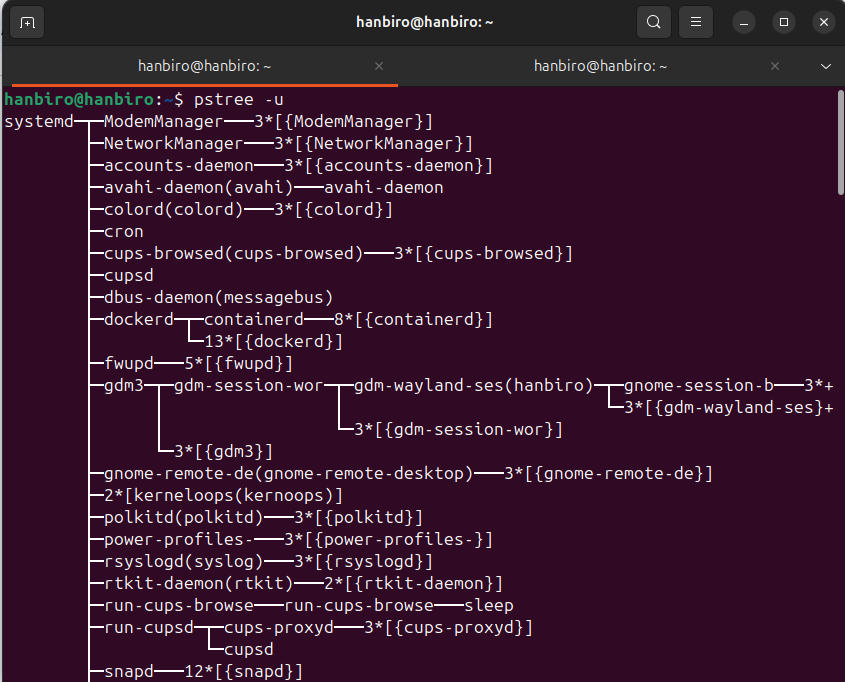 hanbiro@hanbiro: ~
hanbiro@hanbiro: ~
hanbiro@hanbiro: ~
hanbiro@hanbiro:~$ pstree -u
systemd─┬─ModemManager───3*[{ModemManager}]
├─NetworkManager───3*[{NetworkManager}]
├─accounts-daemon───3*[{accounts-daemon}]
├─avahi-daemon(avahi)───avahi-daemon
├─colord(colord)───3*[{colord}]
├─cron
├─cups-browsed(cups-browsed)───3*[{cups-browsed}]
├─cupsd
├─dbus-daemon(messagebus)
├─dockerd─┬─containerd───8*[{containerd}]
│         └─13*[{dockerd}]
├─fwupd───5*[{fwupd}]
├─gdm3─┬─gdm-session-wor─┬─gdm-wayland-ses(hanbiro)─┬─gnome-session-b───3*+
│      │                 │                          └─3*[{gdm-wayland-ses}+
│      │                 └─3*[{gdm-session-wor}]
│      └─3*[{gdm3}]
├─gnome-remote-de(gnome-remote-desktop)───3*[{gnome-remote-de}]
├─2*[kerneloops(kernoops)]
├─polkitd(polkitd)───3*[{polkitd}]
├─power-profiles-───3*[{power-profiles-}]
├─rsyslogd(syslog)───3*[{rsyslogd}]
├─rtkit-daemon(rtkit)───2*[{rtkit-daemon}]
├─run-cups-browse───run-cups-browse───sleep
├─run-cupsd─┬─cups-proxyd───3*[{cups-proxyd}]
│           └─cupsd
├─snapd───12*[{snapd}]